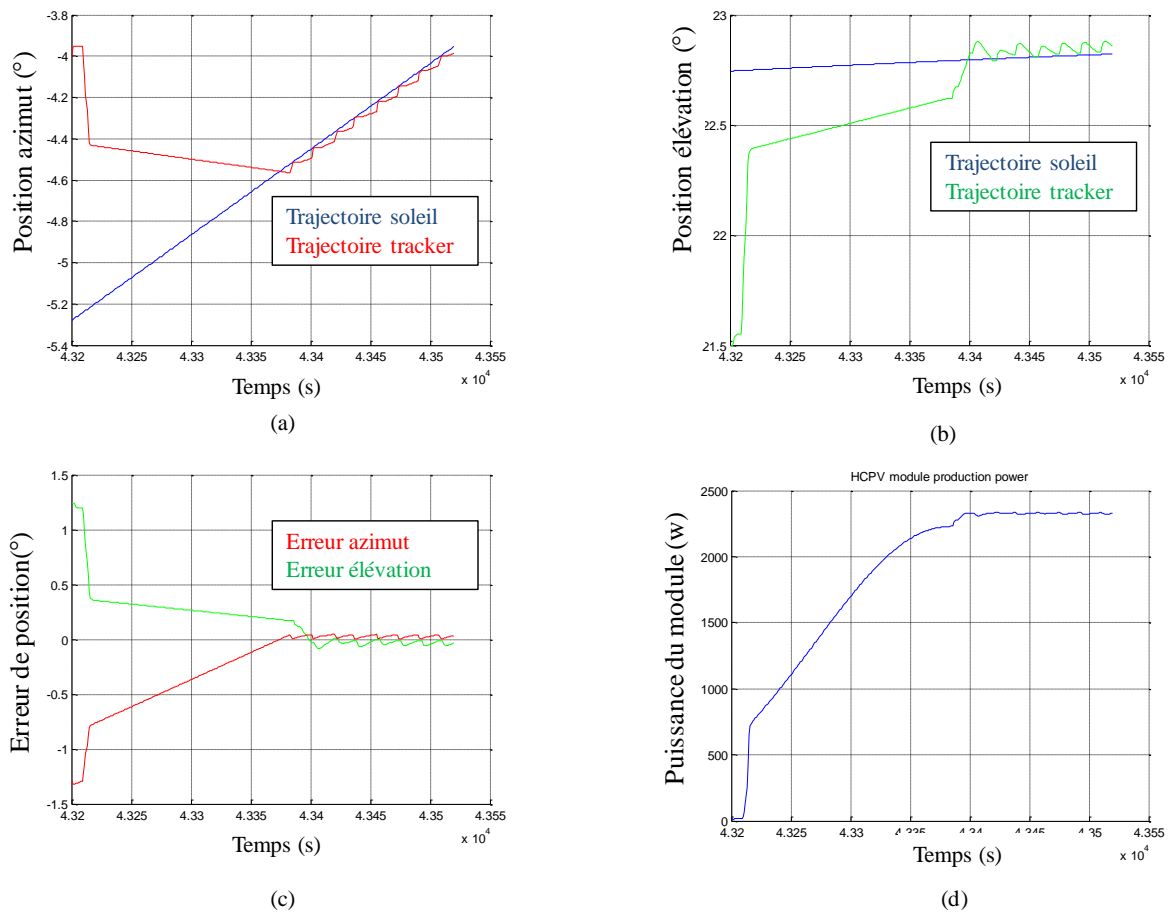 -3.8
-4
-4.2
-4.4
-4.6
-4.8
-5
-5.2
-5.4
Position azimut (°)
Trajectoire soleil
Trajectoire tracker
4.32 4.325 4.33 4.335 4.34 4.345 4.35 4.355
x 10⁴
Temps (s)
(a)
23
22.5
22
21.5
Position élévation (°)
Trajectoire soleil
Trajectoire tracker
4.32 4.325 4.33 4.335 4.34 4.345 4.35 4.355
x 10⁴
Temps (s)
(b)
1.5
1
0.5
0
-0.5
-1
-1.5
Erreur de position(°)
Erreur azimut
Erreur élévation
4.32 4.325 4.33 4.335 4.34 4.345 4.35 4.355
x 10⁴
Temps (s)
(c)
HCPV module production power
2500
2000
1500
1000
500
0
Puissance du module (w)
4.32 4.325 4.33 4.335 4.34 4.345 4.35 4.355
x 10⁴
Temps (s)
(d)